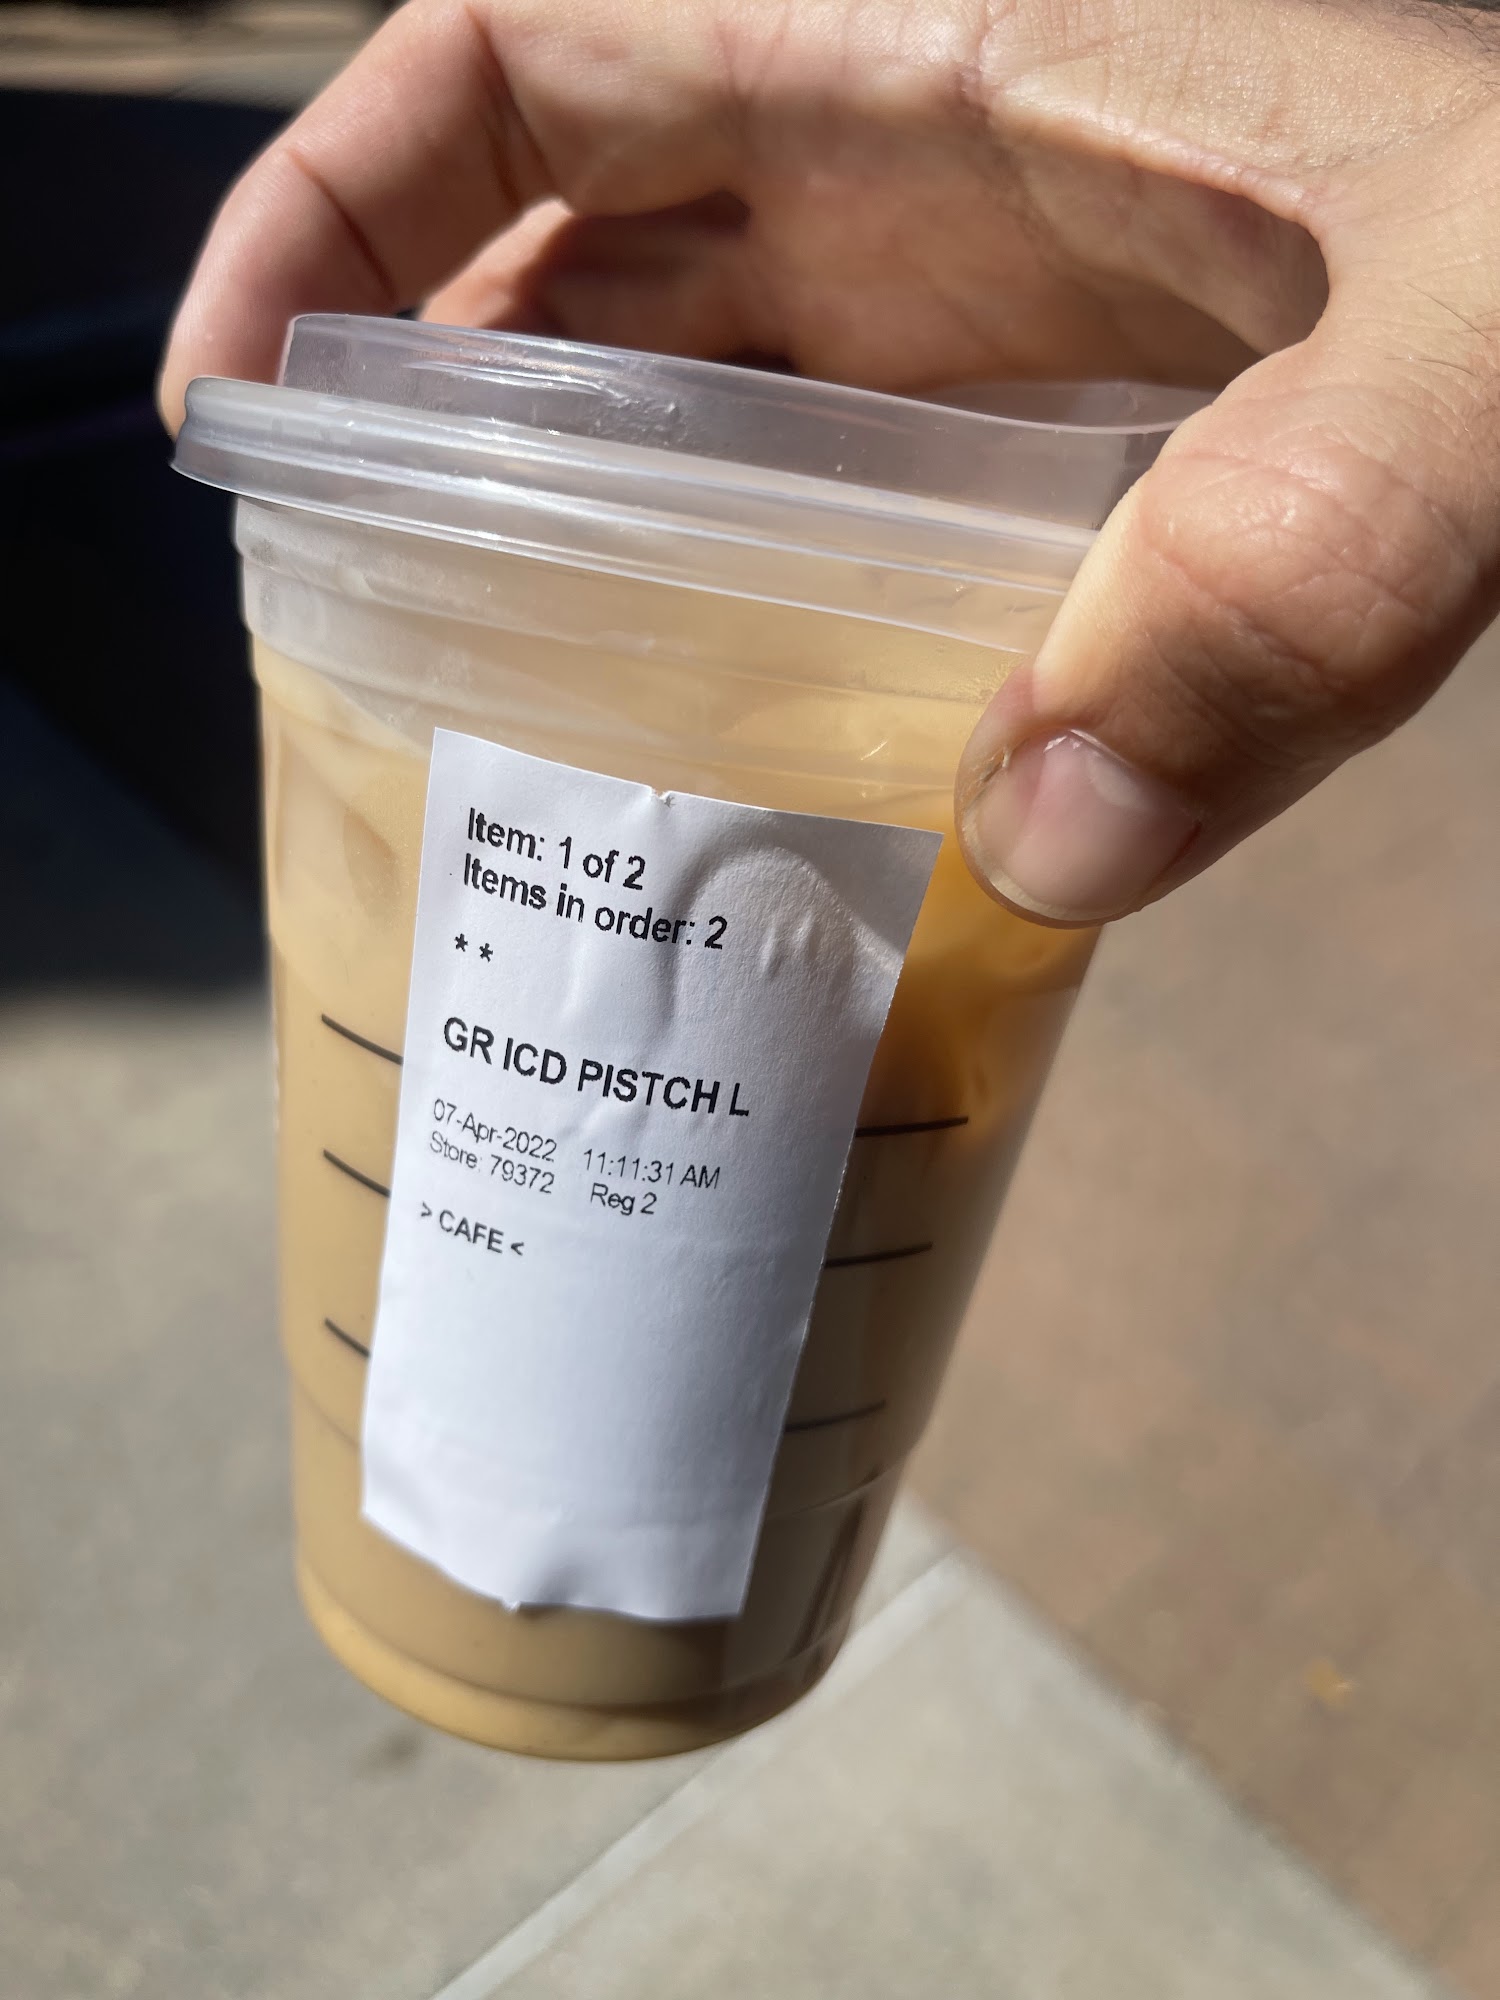 Item: 1 of 2
Items in order: 2
* *
GR ICD PISTCH L
07-Apr-2022 11:11:31 AM
Store: 79372 Reg 2
> CAFE <